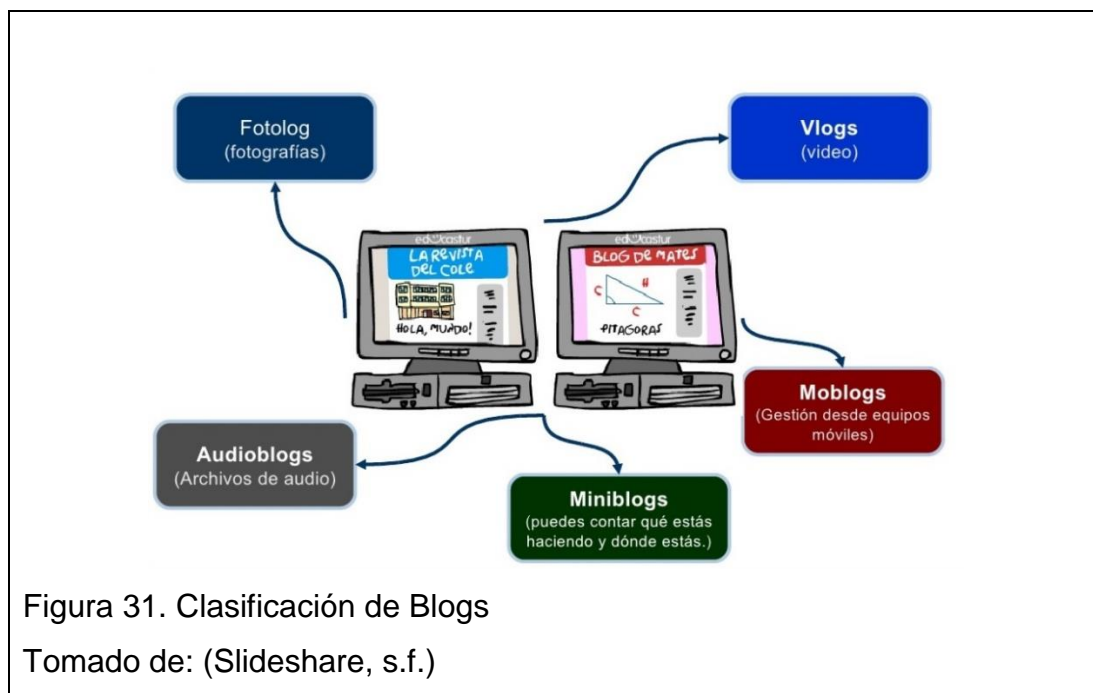 Fotolog
(fotografías)
Vlogs
(video)
educastur
LA REVISTA
DEL COLE
HOLA, MUNDO!
educastur
BLOG DE MATES
C
H
C
PITAGORAS
Moblogs
(Gestión desde equipos
móviles)
Audioblogs
(Archivos de audio)
Miniblogs
(puedes contar qué estás
haciendo y dónde estás.)
Figura 31. Clasificación de Blogs
Tomado de: (Slideshare, s.f.)